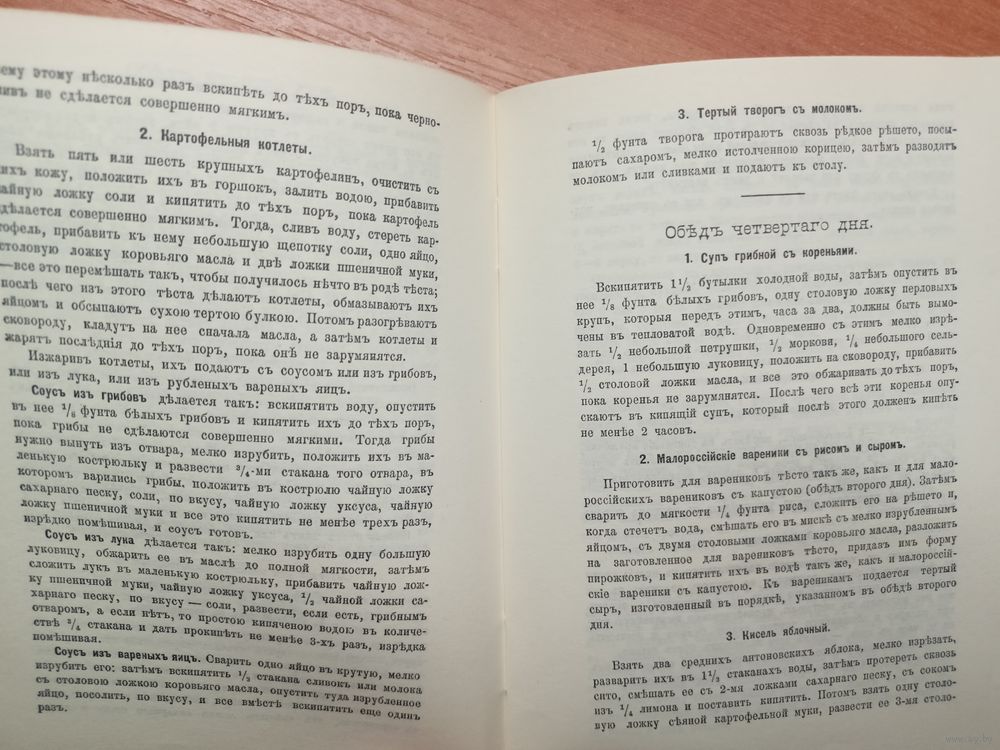 ему этому нѣсколько разъ вскипѣть до тѣхъ поръ, пока черно-
ливъ не сдѣлается совершенно мягкимъ.
2. Картофельныя котлеты.
Взять пять или шесть крупныхъ картофелинъ, очистить съ
ихъ кожу, положить ихъ въ горшокъ, залить водою, прибавить
айную ложку соли и кипятить до тѣхъ поръ, пока картофель
дѣлается совершенно мягкимъ. Тогда, сливъ воду, стереть кар-
тофель, прибавить къ нему небольшую щепотку соли, одно яйцо,
столовую ложку коровьяго масла и двѣ ложки пшеничной муки,
—все это перемѣшать такъ, чтобы получилось нѣчто въ родѣ тѣста;
послѣ чего изъ этого тѣста дѣлаютъ котлеты, обмазываютъ ихъ
яйцомъ и обсыпаютъ сухою тертою булкою. Потомъ разогрѣваютъ
сковороду, кладутъ на нее сначала масла, а затѣмъ котлеты и
жарятъ послѣднія до тѣхъ поръ, пока онѣ не зарумянятся.
Изжаривъ котлеты, ихъ подаютъ съ соусомъ или изъ грибовъ,
или изъ лука, или изъ рубленыхъ вареныхъ яицъ.
Соусъ изъ грибовъ дѣлается такъ: вскипятить воду, опустить
въ нее 1/8 фунта бѣлыхъ грибовъ и кипятить ихъ до тѣхъ поръ,
пока грибы не сдѣлаются совершенно мягкими. Тогда грибы
нужно вынуть изъ отвара, мелко изрубить, положить ихъ въ ма-
ленькую кострюльку и развести 3/4-ми стакана того отвара, въ
которомъ варились грибы, положить въ кострюлю чайную ложку
сахарнаго песку, соли, по вкусу, чайную ложку уксуса, чайную
ложку пшеничной муки и все это кипятить не менѣе трехъ разъ,
изрѣдко помѣшивая, и соусъ готовъ.
Соусъ изъ лука дѣлается такъ: мелко изрубить одну большую
луковицу, обжарить ее въ маслѣ до полной мягкости, затѣмъ
сложить лукъ въ маленькую кострюльку, прибавить чайную лож-
ку пшеничной муки, чайную ложку уксуса, 1/2 чайной ложки са-
харнаго песку, по вкусу — соли, развести, если есть, грибнымъ
отваромъ, а если нѣтъ, то простою кипяченою водою въ количе-
ствѣ 3/4 стакана и дать прокипѣть не менѣе 3-хъ разъ, изрѣдка
помѣшивая.
Соусъ изъ вареныхъ яицъ. Сварить одно яйцо въ крутую, мелко
изрубить его: затѣмъ вскипятить 1/3 стакана сливокъ или молока
съ столовою ложкою коровьяго масла, опустить туда изрубленное
яйцо, посолить, по вкусу, и все вмѣстѣ вскипятить еще одинъ
разъ.
3. Тертый творогъ съ молокомъ.
1/2 фунта творога протираютъ сквозь рѣдкое рѣшето, посы-
паютъ сахаромъ, мелко истолченою корицею, затѣмъ разводятъ
молокомъ или сливками и подаютъ къ столу.
Обѣдъ четвертаго дня.
1. Супъ грибной съ кореньями.
Вскипятить 1 1/2 бутылки холодной воды, затѣмъ опустить въ
нее 1/8 фунта бѣлыхъ грибовъ, одну столовую ложку перловыхъ
крупъ, которыя передъ этимъ, часа за два, должны быть вымо-
чены въ тепловатой водѣ. Одновременно съ этимъ мелко изрѣ-
зать 1/2 небольшой петрушки, 1/2 моркови, 1/4 небольшого сель-
дерея, 1 небольшую луковицу, положить на сковороду, прибавить
1/2 столовой ложки масла, и все это обжаривать до тѣхъ поръ,
пока коренья не зарумянятся. Послѣ чего всѣ эти коренья опу-
скаютъ въ кипящій супъ, который послѣ этого долженъ кипѣть
не менѣе 2 часовъ.
2. Малороссійскіе вареники съ рисомъ и сыромъ.
Приготовить для варениковъ тѣсто такъ же, какъ и для мало-
россійскихъ варениковъ съ капустою (обѣдъ второго дня). Затѣмъ
сварить до мягкости 1/4 фунта риса, сложить его на рѣшето и,
когда стечетъ вода, смѣшать его въ мискѣ съ мелко изрубленнымъ
яйцомъ, съ двумя столовыми ложками коровьяго масла, разложить
на заготовленное для варениковъ тѣсто, придавъ имъ форму
пирожковъ, и кипятить ихъ въ водѣ такъ же, какъ и малороссій-
скіе вареники съ капустою. Къ вареникамъ подается тертый
сыръ, изготовленный въ порядкѣ, указанномъ въ обѣдѣ второго
дня.
3. Кисель яблочный.
Взять два среднихъ антоновскихъ яблока, мелко изрѣзать,
разварить ихъ въ 1 1/3 стаканахъ воды, затѣмъ протереть сквозь
сито, смѣшать ее съ 2-мя ложками сахарнаго песку, съ сокомъ
изъ 1/4 лимона и поставить кипятить. Потомъ взять одну столо-
вую ложку сѣяной картофельной муки, развести ее 3-мя столо-